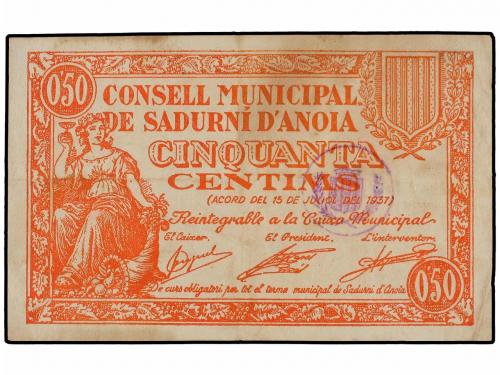 0'50
CONSELL MUNICIPAL
DE SADURNÍ D'ANOIA
CINQUANTA
CENTIMS
(ACORD DEL 15 DE JULIOL DEL 1937)
Reintegrable a la Caixa Municipal
El Caixer, El President, L'interventor
De curs obligatori per tot el terme municipal de Sadurní d'Anoia
0'50